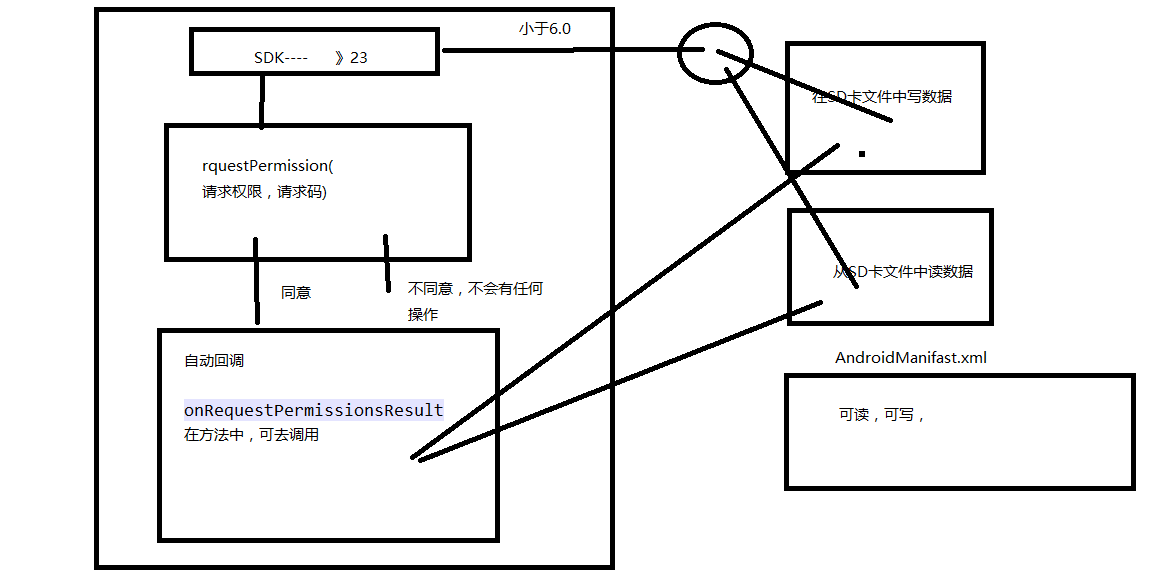 小于6.0
SDK---- 》23
rquestPermission(
请求权限，请求码)
同意
不同意，不会有任何
操作
自动回调
onRequestPermissionsResult
在方法中，可去调用
往SD卡文件中写数据
从SD卡文件中读数据
AndroidManifast.xml
可读，可写，